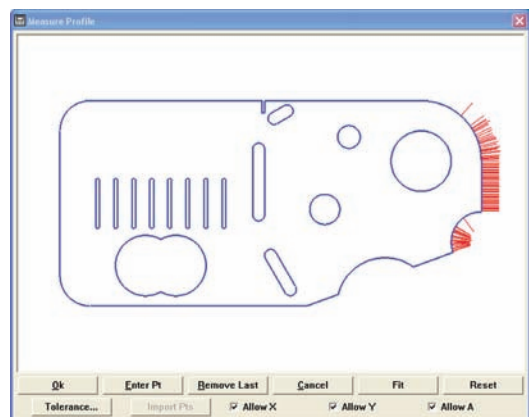 Measure Profile
Ok Enter Pt Remove Last Cancel Fit Reset
Tolerance... Import Pts Allow X Allow Y Allow A